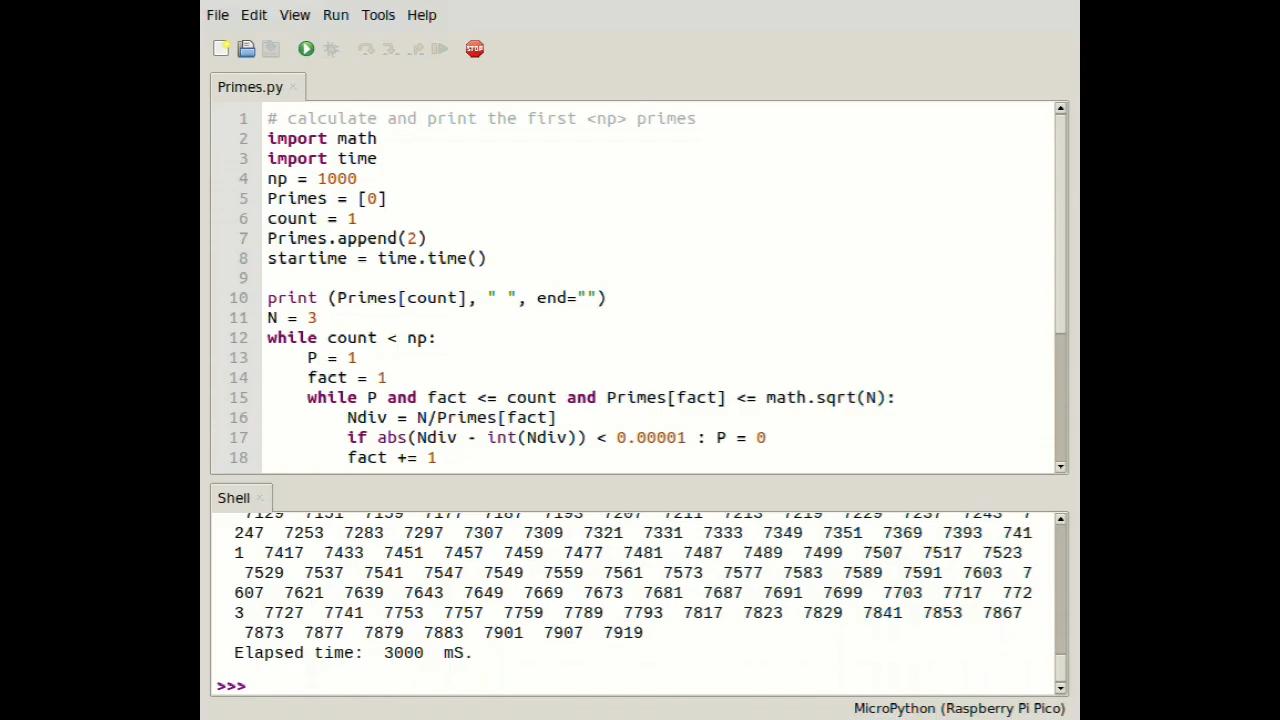 File Edit View Run Tools Help
STOP
Primes.py
1 # calculate and print the first <np> primes
2 import math
3 import time
4 np = 1000
5 Primes = [0]
6 count = 1
7 Primes.append(2)
8 startime = time.time()
9
10 print (Primes[count], " ", end="")
11 N = 3
12 while count < np:
13     P = 1
14     fact = 1
15     while P and fact <= count and Primes[fact] <= math.sqrt(N):
16         Ndiv = N/Primes[fact]
17         if abs(Ndiv - int(Ndiv)) < 0.00001 : P = 0
18         fact += 1
Shell
7129 7151 7159 7177 7187 7193 7207 7211 7213 7219 7229 7237 7243 7
247 7253 7283 7297 7307 7309 7321 7331 7333 7349 7351 7369 7393 741
1 7417 7433 7451 7457 7459 7477 7481 7487 7489 7499 7507 7517 7523
7529 7537 7541 7547 7549 7559 7561 7573 7577 7583 7589 7591 7603 7
607 7621 7639 7643 7649 7669 7673 7681 7687 7691 7699 7703 7717 772
3 7727 7741 7753 7757 7759 7789 7793 7817 7823 7829 7841 7853 7867
7873 7877 7879 7883 7901 7907 7919
Elapsed time: 3000 mS.
>>>
MicroPython (Raspberry Pi Pico)